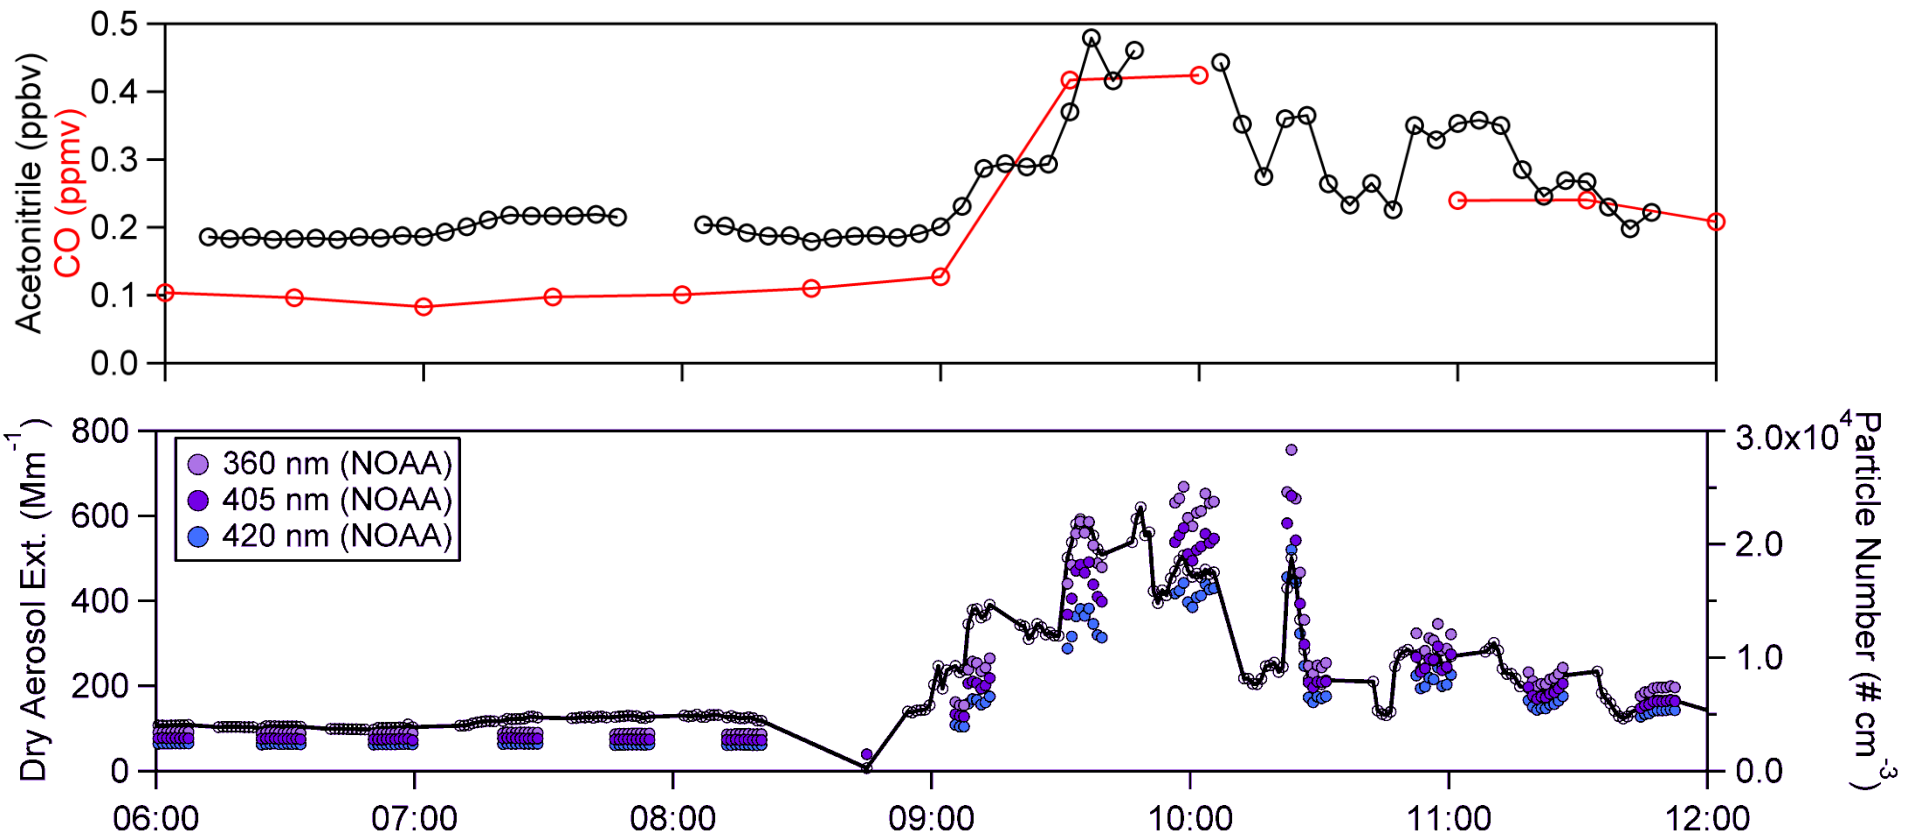 0.5
0.4
0.3
0.2
0.1
0.0
Acetonitrile (ppbv)
CO (ppmv)
800
600
400
200
0
Dry Aerosol Ext. (Mm⁻¹)
360 nm (NOAA)
405 nm (NOAA)
420 nm (NOAA)
3.0x10⁴
2.0
1.0
0.0
Particle Number (# cm⁻³)
06:00 07:00 08:00 09:00 10:00 11:00 12:00